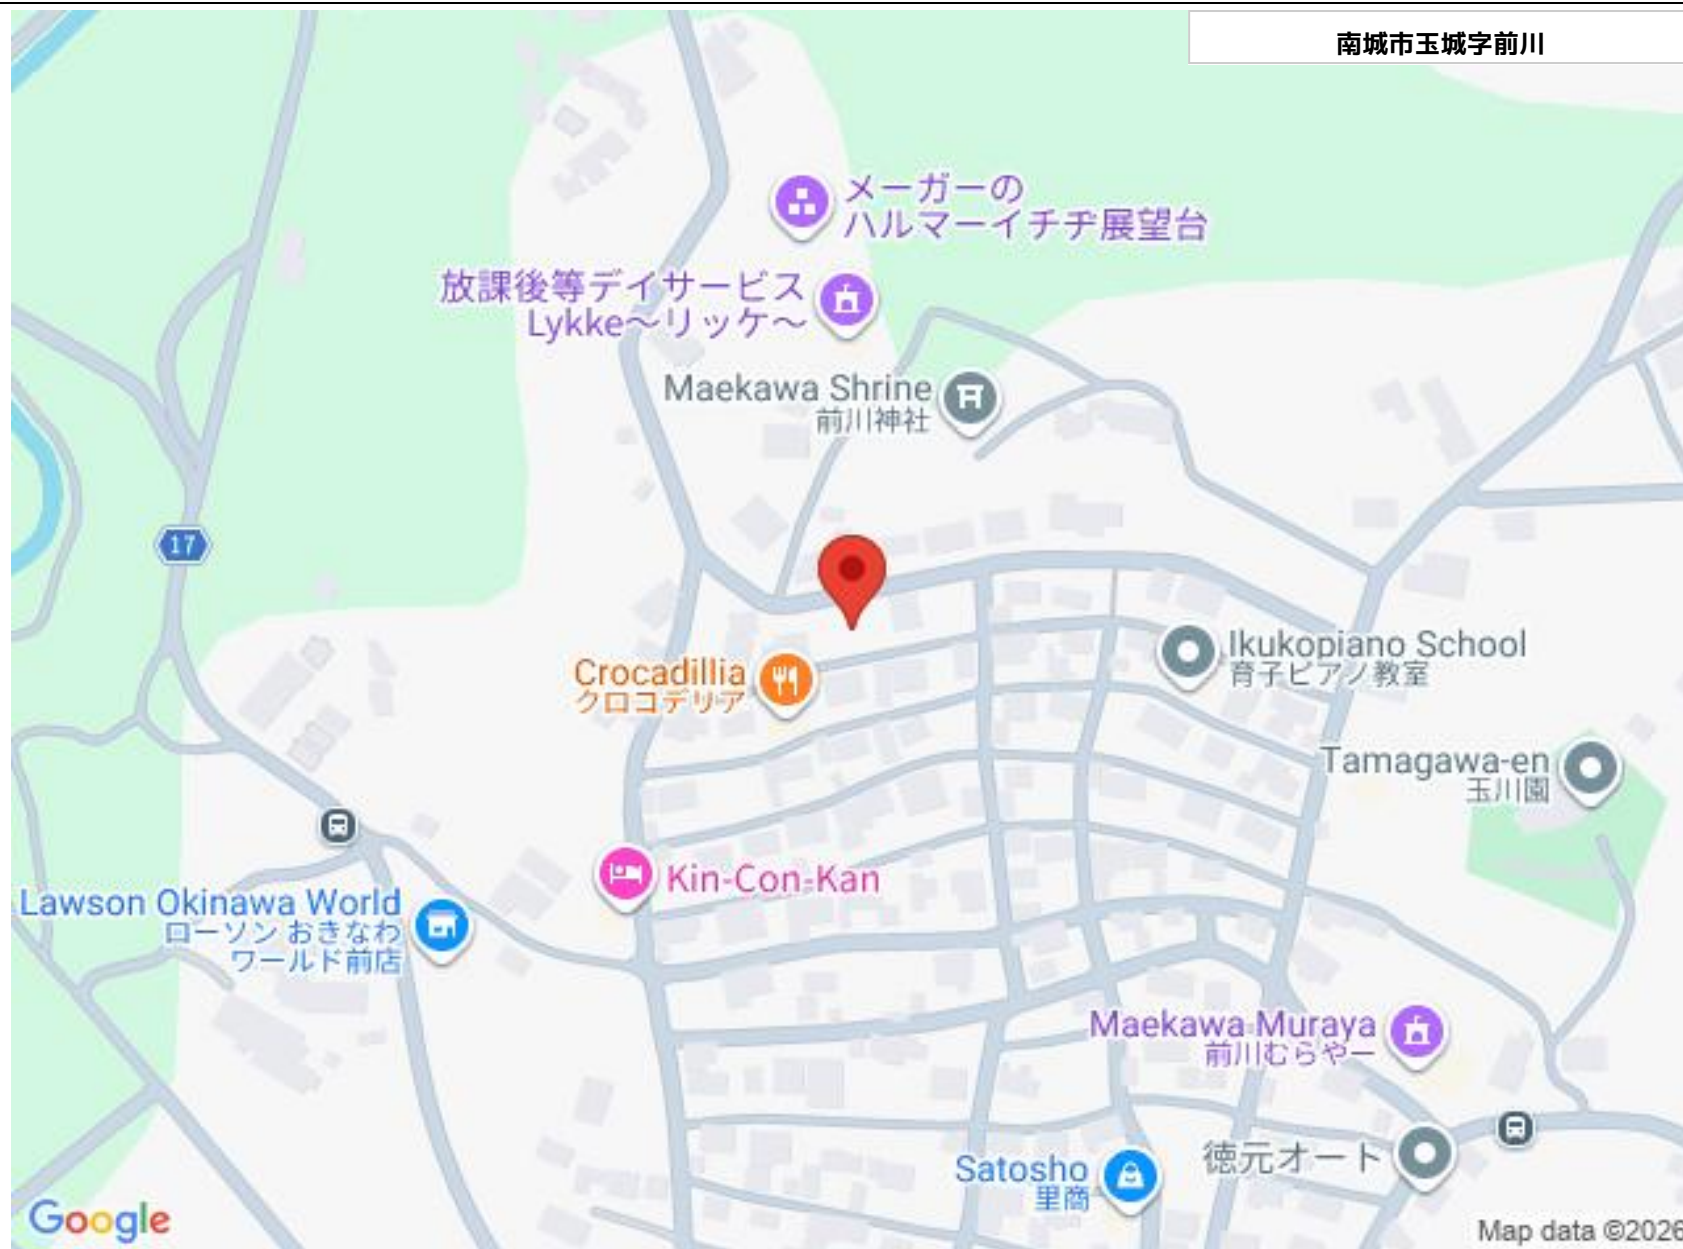 南城市玉城字前川
メーガーの
ハルマーイチヂ展望台
放課後等デイサービス
Lykke〜リッケ〜
Maekawa Shrine
前川神社
17
Ikukopiano School
育子ピアノ教室
Crocadillia
クロコデリア
Tamagawa-en
玉川園
Kin-Con-Kan
Lawson Okinawa World
ローソン おきなわ
ワールド前店
Maekawa Muraya
前川むらやー
徳元オート
Satosho
里商
Google
Map data ©2026